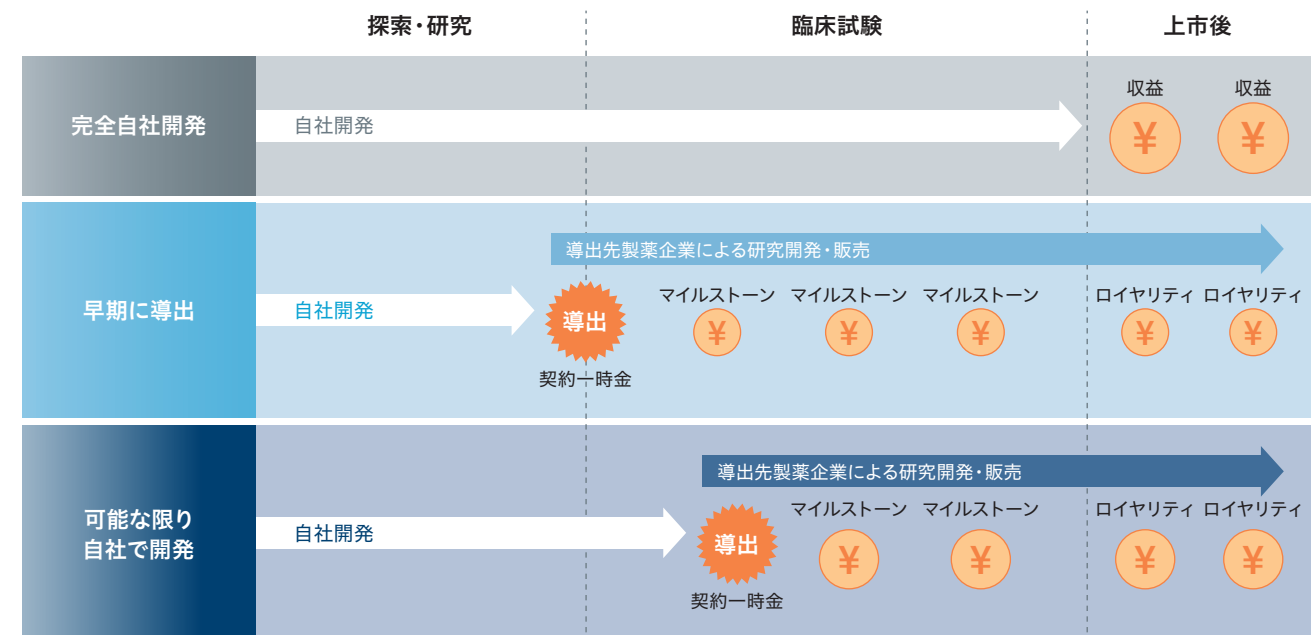 探索・研究
臨床試験
上市後
完全自社開発
自社開発
収益
収益
¥
¥
早期に導出
導出先製薬企業による研究開発・販売
自社開発
導出
契約一時金
マイルストーン
マイルストーン
マイルストーン
ロイヤリティ
ロイヤリティ
¥
¥
¥
¥
¥
可能な限り
自社で開発
導出先製薬企業による研究開発・販売
自社開発
導出
契約一時金
マイルストーン
マイルストーン
ロイヤリティ
ロイヤリティ
¥
¥
¥
¥